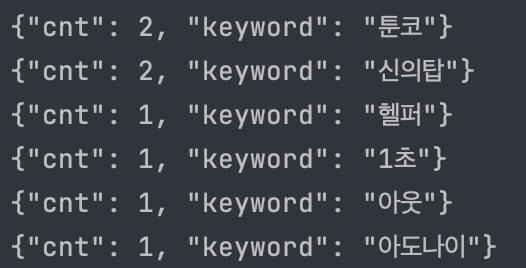 {"cnt": 2, "keyword": "툰코"}
{"cnt": 2, "keyword": "신의탑"}
{"cnt": 1, "keyword": "헬퍼"}
{"cnt": 1, "keyword": "1초"}
{"cnt": 1, "keyword": "아웃"}
{"cnt": 1, "keyword": "아도나이"}